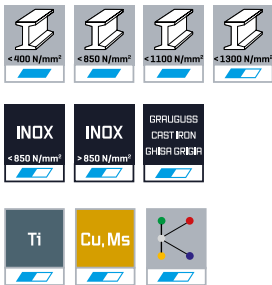 <400 N/mm² <850 N/mm² <1100 N/mm² <1300 N/mm²
INOX
<850 N/mm²
INOX
>850 N/mm²
GRAUGUSS
CAST IRON
GHISA GRIGIA
Ti
Cu, Ms